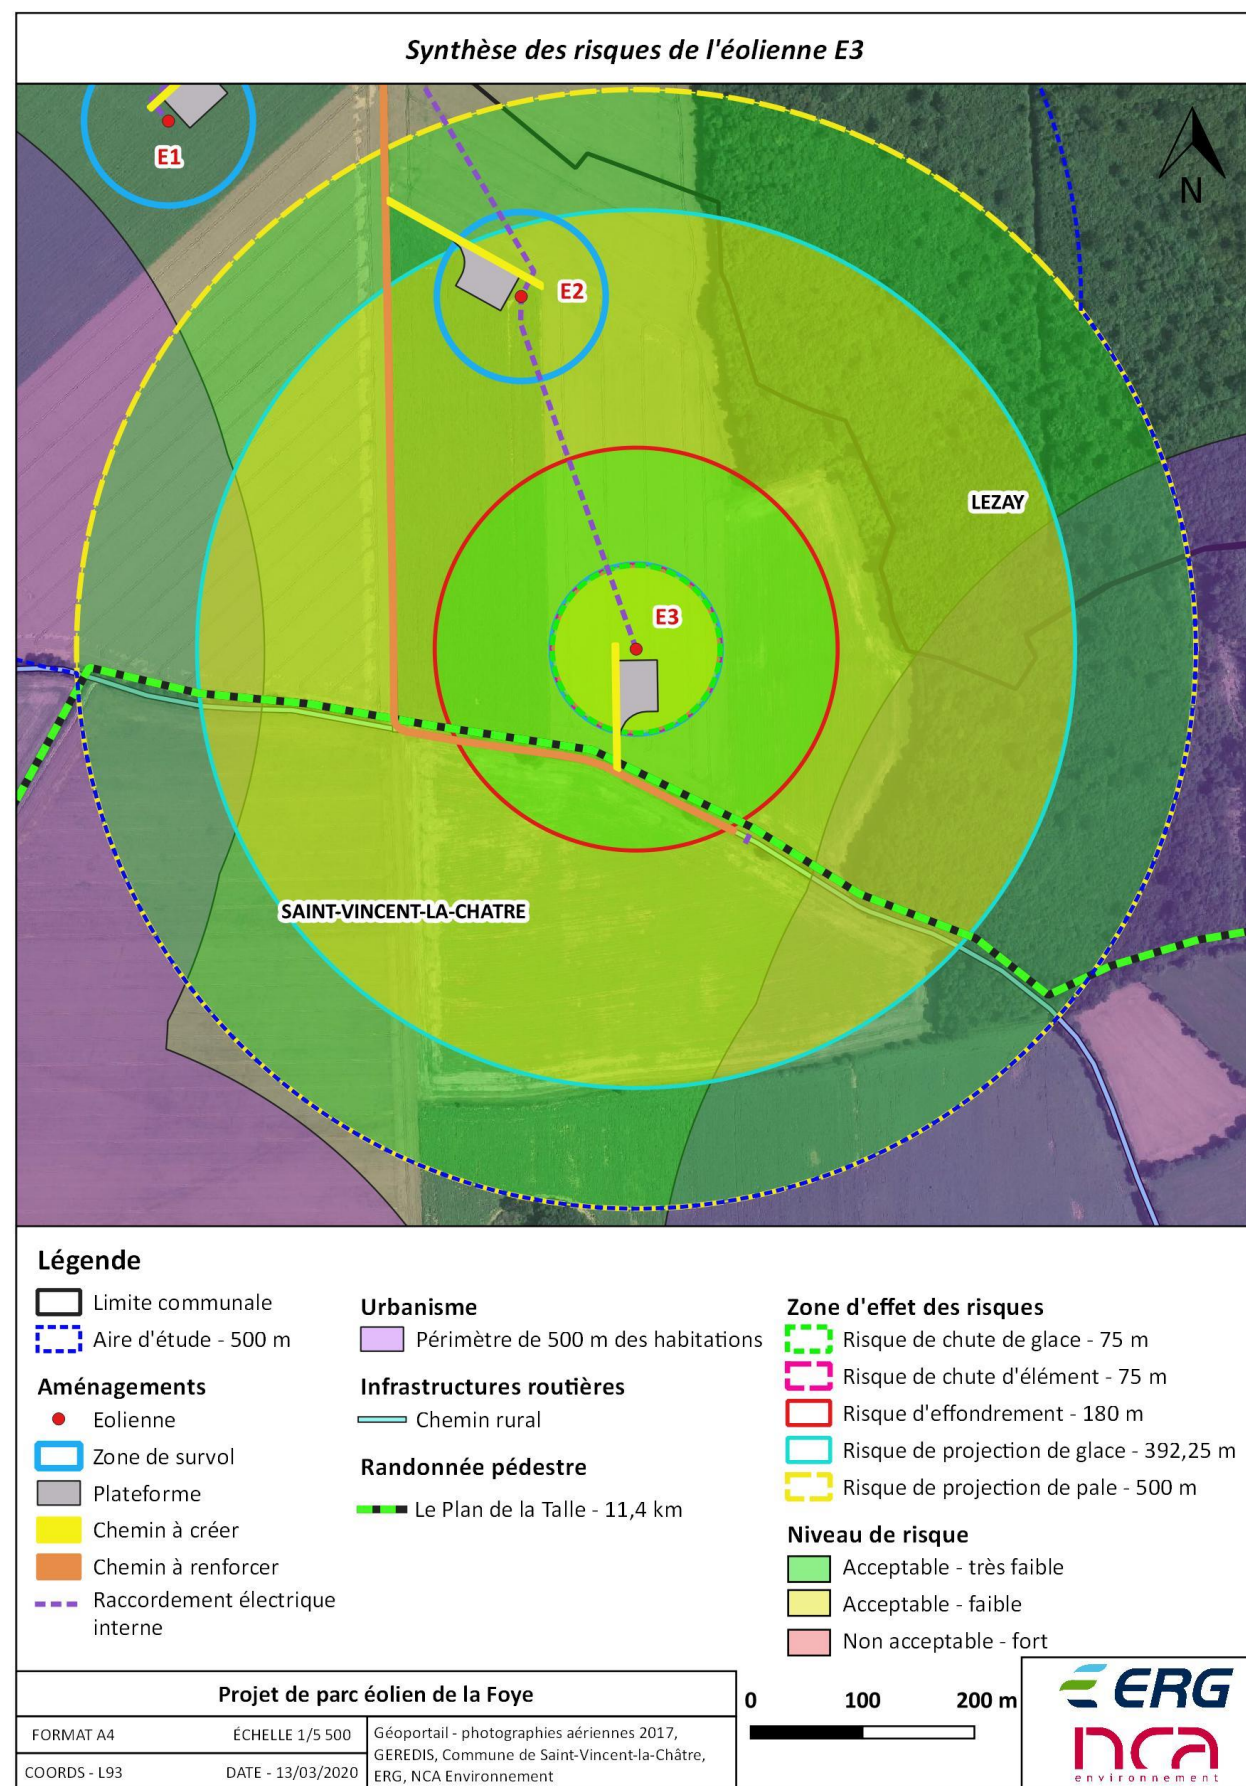 Synthèse des risques de l'éolienne E3
E1
N
E2
LEZAY
E3
SAINT-VINCENT-LA-CHATRE
Légende
Limite communale
Aire d'étude - 500 m
Aménagements
Eolienne
Zone de survol
Plateforme
Chemin à créer
Chemin à renforcer
Raccordement électrique
interne
Urbanisme
Périmètre de 500 m des habitations
Infrastructures routières
Chemin rural
Randonnée pédestre
Le Plan de la Talle - 11,4 km
Zone d'effet des risques
Risque de chute de glace - 75 m
Risque de chute d'élément - 75 m
Risque d'effondrement - 180 m
Risque de projection de glace - 392,25 m
Risque de projection de pale - 500 m
Niveau de risque
Acceptable - très faible
Acceptable - faible
Non acceptable - fort
Projet de parc éolien de la Foye
FORMAT A4 ÉCHELLE 1/5 500
COORDS - L93 DATE - 13/03/2020
Géoportail - photographies aériennes 2017,
GEREDIS, Commune de Saint-Vincent-la-Châtre,
ERG, NCA Environnement
0 100 200 m
ERG
nca
environnement